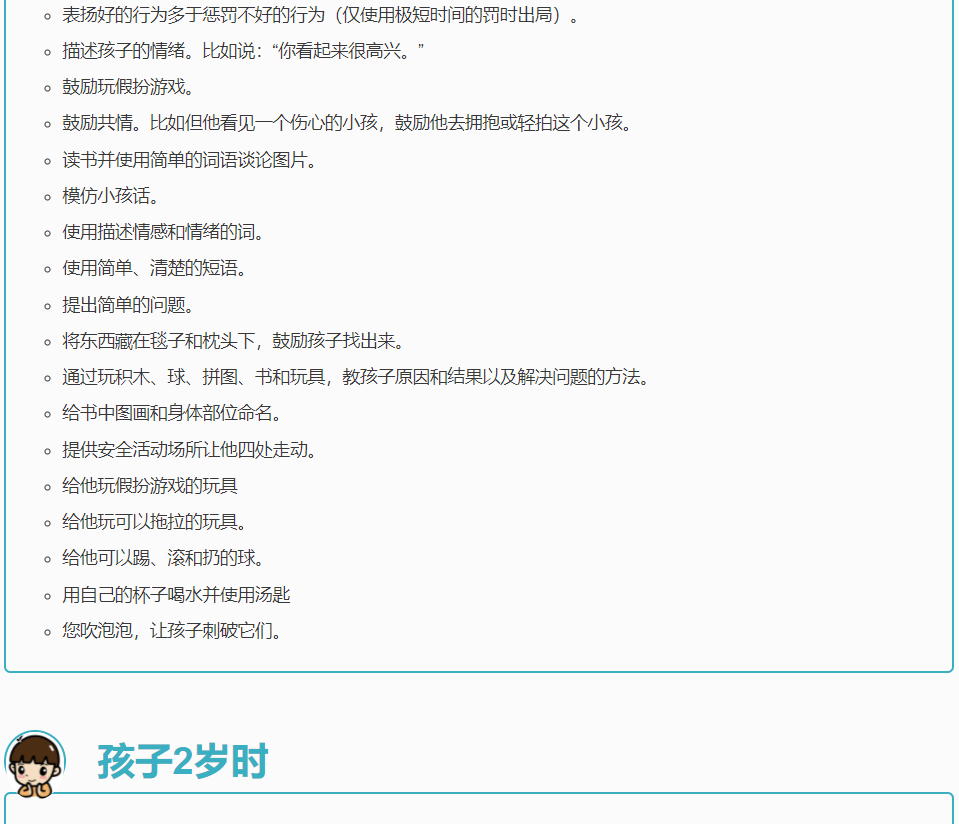 表扬好的行为多于惩罚不好的行为（仅使用极短时间的罚时出局）。
描述孩子的情绪。比如说：“你看起来很高兴。”
鼓励玩假扮游戏。
鼓励共情。比如但他看见一个伤心的小孩，鼓励他去拥抱或轻拍这个小孩。
读书并使用简单的词语谈论图片。
模仿小孩话。
使用描述情感和情绪的词。
使用简单、清楚的短语。
提出简单的问题。
将东西藏在毯子和枕头下，鼓励孩子找出来。
通过玩积木、球、拼图、书和玩具，教孩子原因和结果以及解决问题的方法。
给书中图画和身体部位命名。
提供安全活动场所让他四处走动。
给他玩假扮游戏的玩具
给他玩可以拖拉的玩具。
给他可以踢、滚和扔的球。
用自己的杯子喝水并使用汤匙
您吹泡泡，让孩子刺破它们。
孩子2岁时